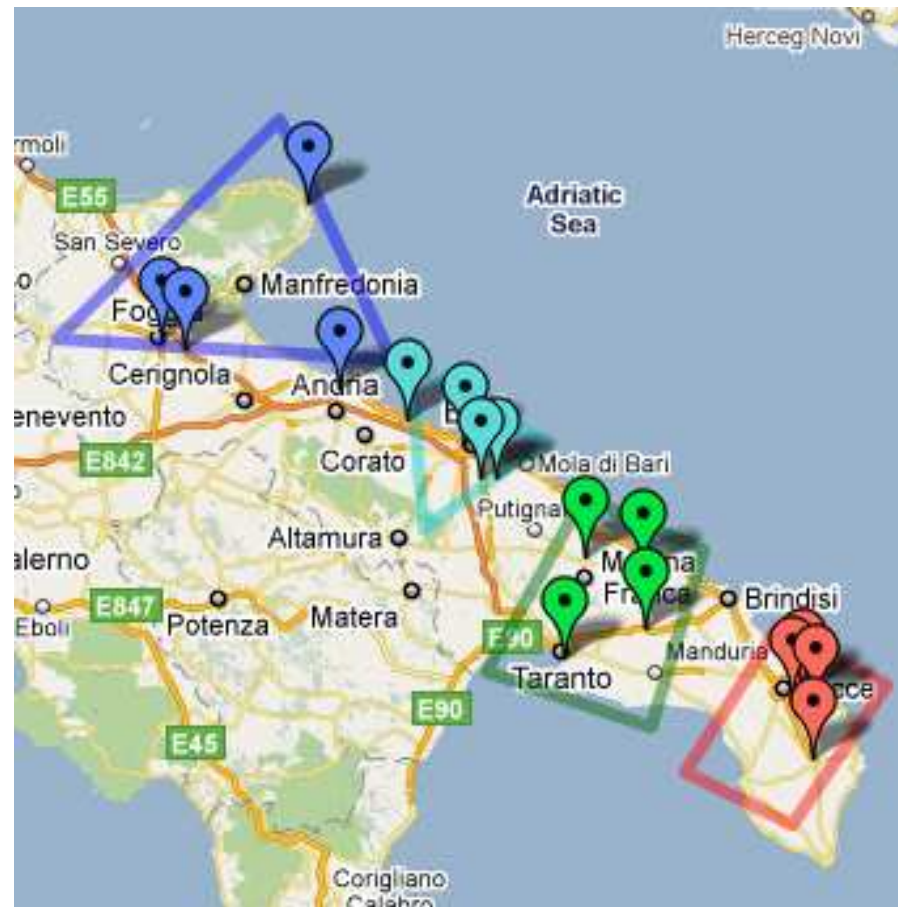 Herceg Novi
rmoli
E55
Adriatic
Sea
San Severo
Manfredonia
Cerignola
Andria
enevento
E842
Corato
Mola di Bari
Altamura
alerno
E847
Eboli
Potenza
Matera
Brindisi
E90
Manduria
Taranto
E90
E45
Corigliano
Calabro